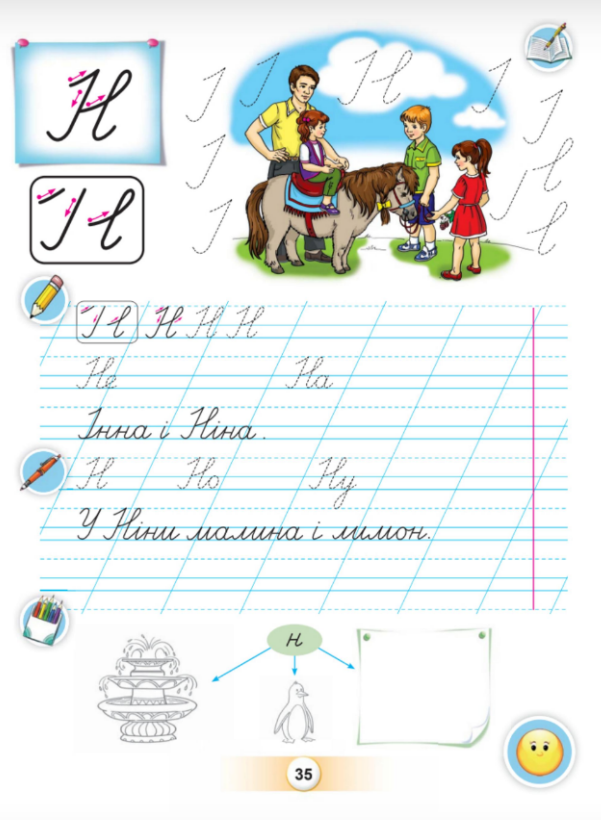 Н
Н
Н
Н Н Н Н
Не На
Інна і Ніна.
Н Но Ну
У Ніни малина і лимон.
н
35